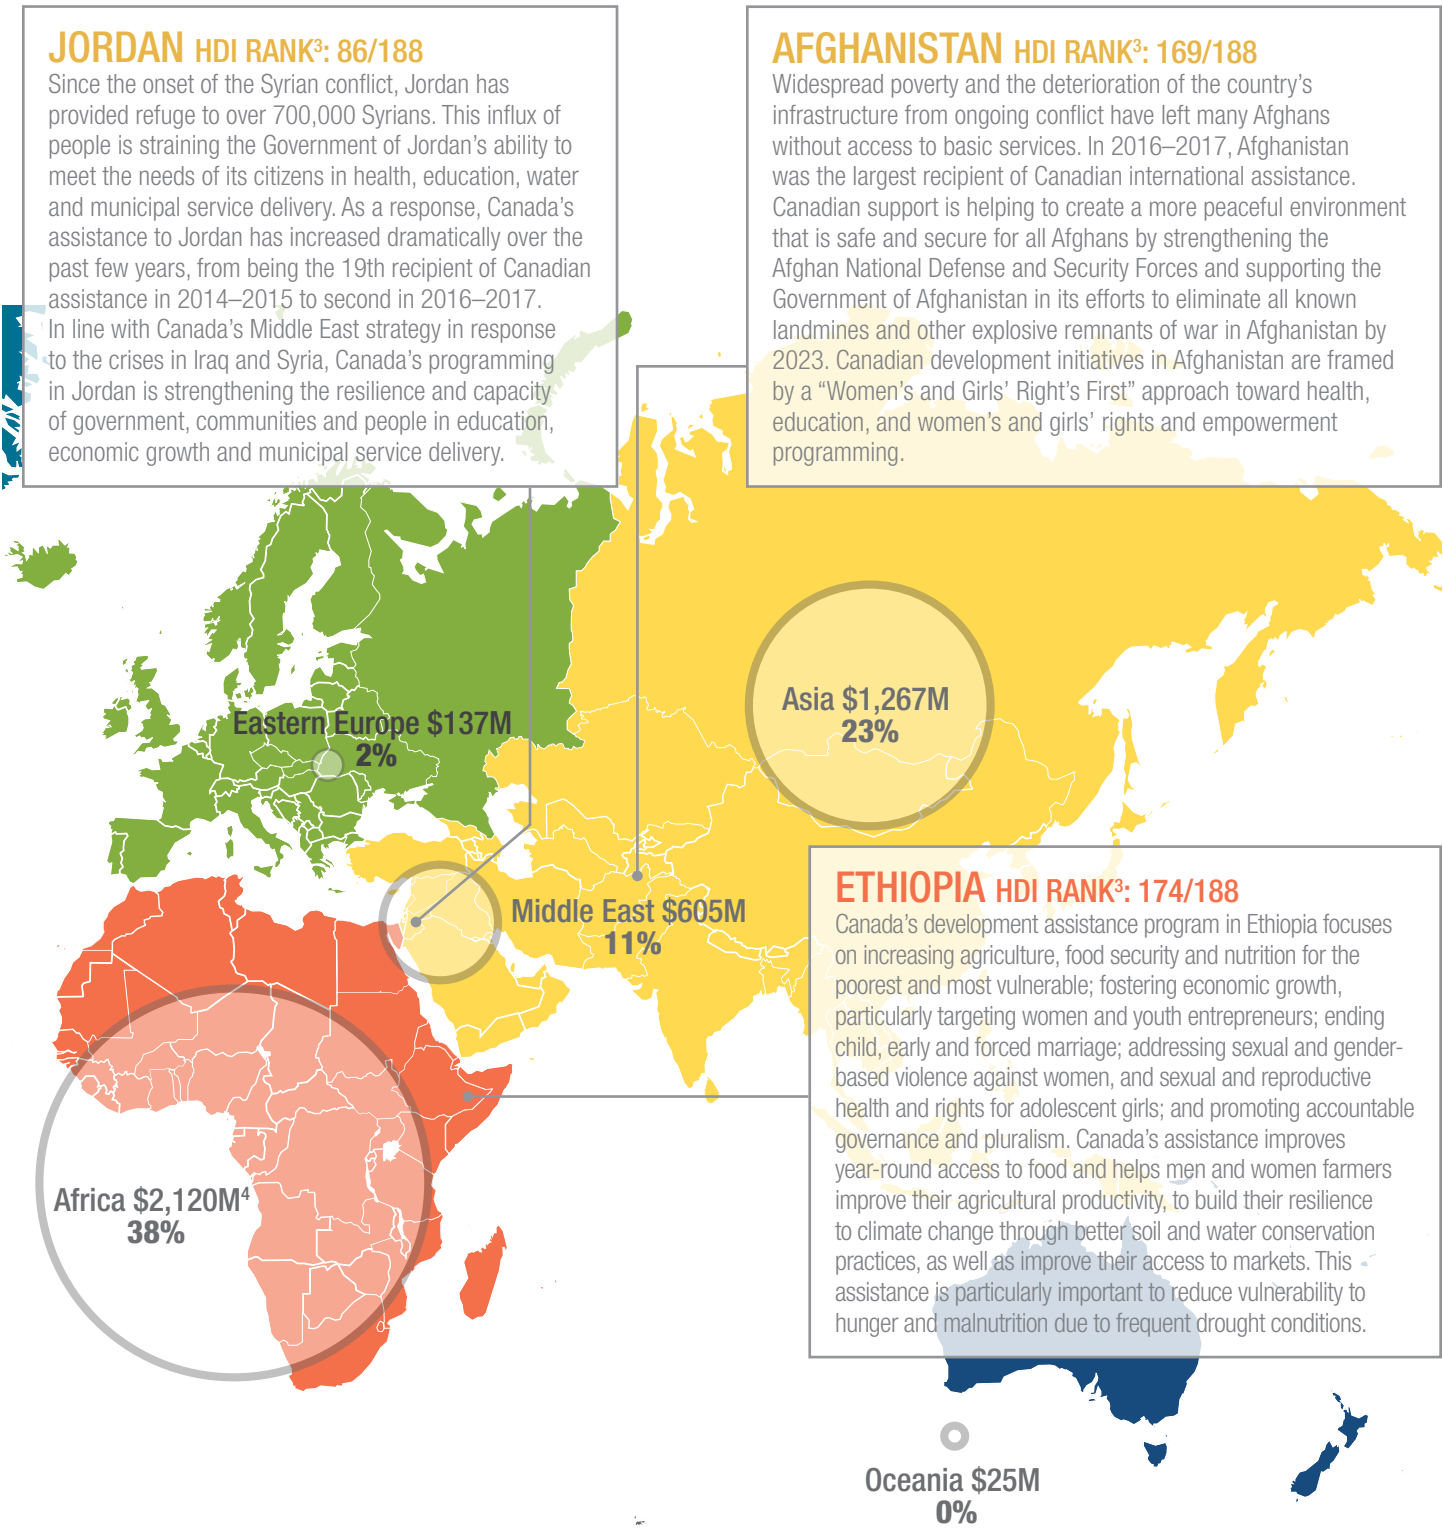 JORDAN HDI RANK³: 86/188
Since the onset of the Syrian conflict, Jordan has
provided refuge to over 700,000 Syrians. This influx of
people is straining the Government of Jordan’s ability to
meet the needs of its citizens in health, education, water
and municipal service delivery. As a response, Canada’s
assistance to Jordan has increased dramatically over the
past few years, from being the 19th recipient of Canadian
assistance in 2014–2015 to second in 2016–2017.
In line with Canada’s Middle East strategy in response
to the crises in Iraq and Syria, Canada’s programming
in Jordan is strengthening the resilience and capacity
of government, communities and people in education,
economic growth and municipal service delivery.
AFGHANISTAN HDI RANK³: 169/188
Widespread poverty and the deterioration of the country’s
infrastructure from ongoing conflict have left many Afghans
without access to basic services. In 2016–2017, Afghanistan
was the largest recipient of Canadian international assistance.
Canadian support is helping to create a more peaceful environment
that is safe and secure for all Afghans by strengthening the
Afghan National Defense and Security Forces and supporting the
Government of Afghanistan in its efforts to eliminate all known
landmines and other explosive remnants of war in Afghanistan by
2023. Canadian development initiatives in Afghanistan are framed
by a “Women’s and Girls’ Right’s First” approach toward health,
education, and women’s and girls’ rights and empowerment
programming.
Asia $1,267M
23%
Eastern Europe $137M
2%
Middle East $605M
11%
ETHIOPIA HDI RANK³: 174/188
Canada’s development assistance program in Ethiopia focuses
on increasing agriculture, food security and nutrition for the
poorest and most vulnerable; fostering economic growth,
particularly targeting women and youth entrepreneurs; ending
child, early and forced marriage; addressing sexual and gender-
based violence against women, and sexual and reproductive
health and rights for adolescent girls; and promoting accountable
governance and pluralism. Canada’s assistance improves
year-round access to food and helps men and women farmers
improve their agricultural productivity, to build their resilience
to climate change through better soil and water conservation
practices, as well as improve their access to markets. This
assistance is particularly important to reduce vulnerability to
hunger and malnutrition due to frequent drought conditions.
Africa $2,120M⁴
38%
Oceania $25M
0%